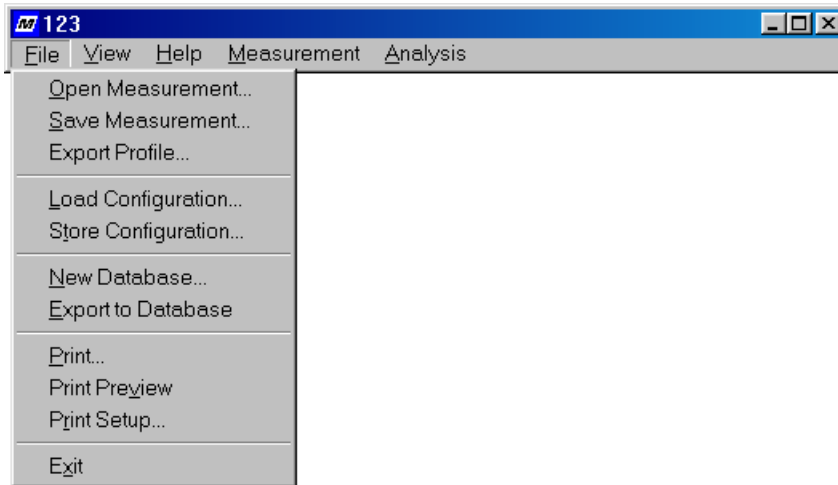 M 123
File View Help Measurement Analysis
Open Measurement...
Save Measurement...
Export Profile...
Load Configuration...
Store Configuration...
New Database...
Export to Database
Print...
Print Preview
Print Setup...
Exit